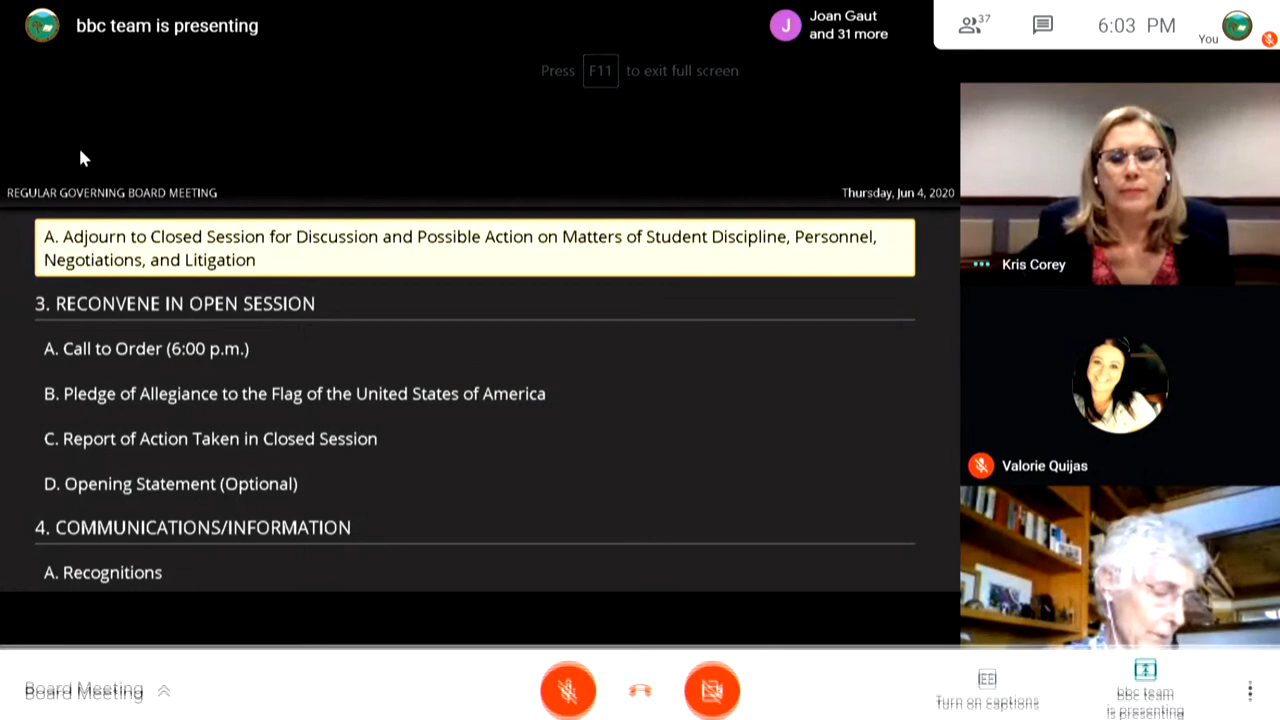 bbc team is presenting
J
Joan Gaut
and 31 more
37
6:03 PM
You
Press F11 to exit full screen
REGULAR GOVERNING BOARD MEETING
Thursday, Jun 4, 2020
A. Adjourn to Closed Session for Discussion and Possible Action on Matters of Student Discipline, Personnel,
Negotiations, and Litigation
3. RECONVENE IN OPEN SESSION
A. Call to Order (6:00 p.m.)
B. Pledge of Allegiance to the Flag of the United States of America
C. Report of Action Taken in Closed Session
D. Opening Statement (Optional)
4. COMMUNICATIONS/INFORMATION
A. Recognitions
Kris Corey
Valorie Quijas
Board Meeting
Turn on captions
bbc team
is presenting